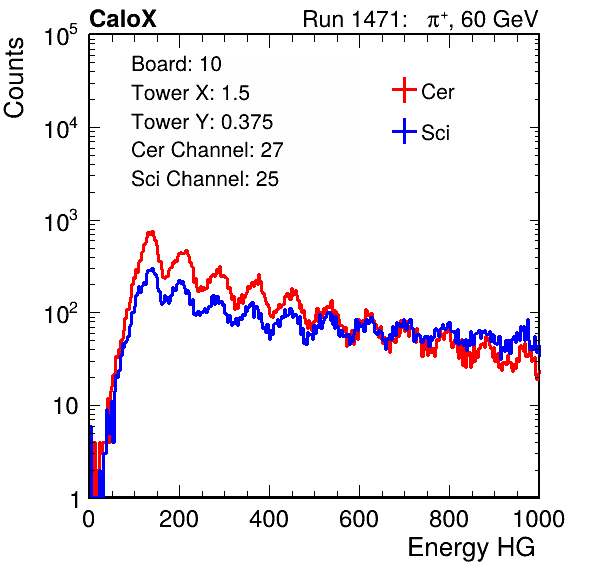 CaloX Run 1471: π⁺, 60 GeV
Board: 10
Tower X: 1.5
Tower Y: 0.375
Cer Channel: 27
Sci Channel: 25
Cer
Sci
Counts
10⁵
10⁴
10³
10²
10
1
0 200 400 600 800 1000
Energy HG